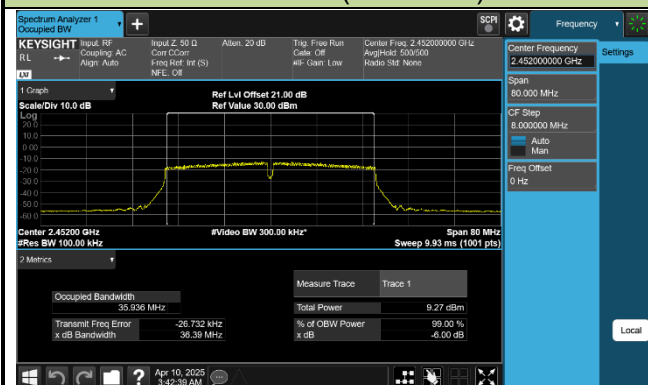 Spectrum Analyzer 1
Occupied BW
SCPI
Frequency
KEYSIGHT Input: RF
RL Coupling: AC
Align: Auto
LXI
Input Z: 50 Ω
Corr CCorr
Freq Ref: Int (S)
NFE: Off
Atten: 20 dB
Trig: Free Run
Gate: Off
#IF Gain: Low
Center Freq: 2.452000000 GHz
Avg|Hold: 500/500
Radio Std: None
Center Frequency
2.452000000 GHz
Settings
Span
80.000 MHz
CF Step
8.000000 MHz
Auto
Man
Freq Offset
0 Hz
1 Graph
Scale/Div 10.0 dB
Ref Lvl Offset 21.00 dB
Ref Value 30.00 dBm
Log
20.0
10.0
0.00
-10.0
-20.0
-30.0
-40.0
-50.0
-60.0
Center 2.45200 GHz
#Res BW 100.00 kHz
#Video BW 300.00 kHz*
Span 80 MHz
Sweep 9.93 ms (1001 pts)
2 Metrics
Measure Trace Trace 1
Occupied Bandwidth
35.936 MHz
Total Power 9.27 dBm
Transmit Freq Error -26.732 kHz
x dB Bandwidth 36.39 MHz
% of OBW Power 99.00 %
x dB -6.00 dB
Local
Apr 10, 2025
3:42:39 AM